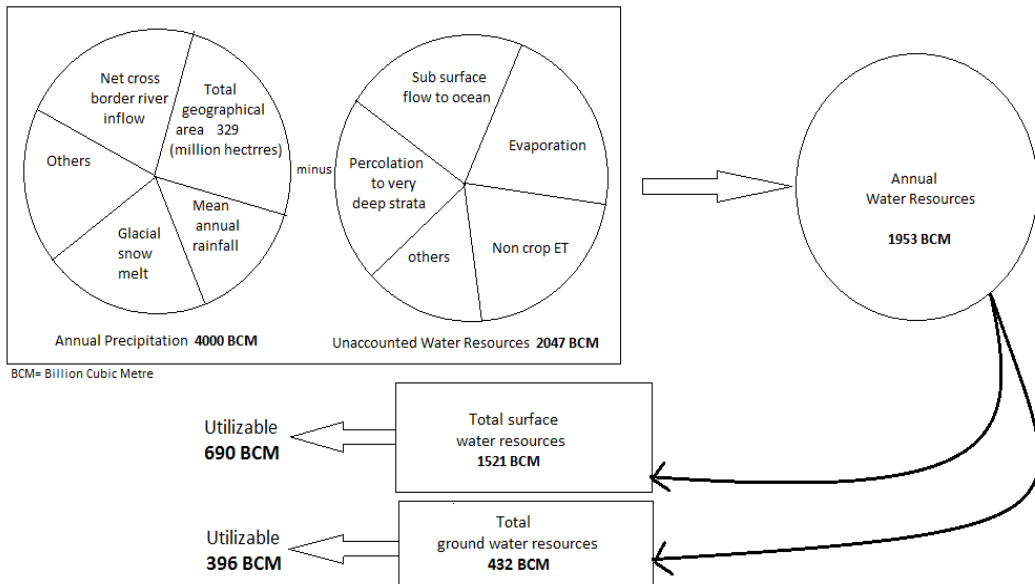 Net cross
border river
inflow
Total
geographical
area 329
(million hectrres)
Others
Mean
annual
rainfall
Glacial
snow
melt
Annual Precipitation 4000 BCM
minus
Sub surface
flow to ocean
Evaporation
Percolation
to very
deep strata
Non crop ET
others
Unaccounted Water Resources 2047 BCM
Annual
Water Resources
1953 BCM
BCM= Billion Cubic Metre
Utilizable
690 BCM
Total surface
water resources
1521 BCM
Utilizable
396 BCM
Total
ground water resources
432 BCM